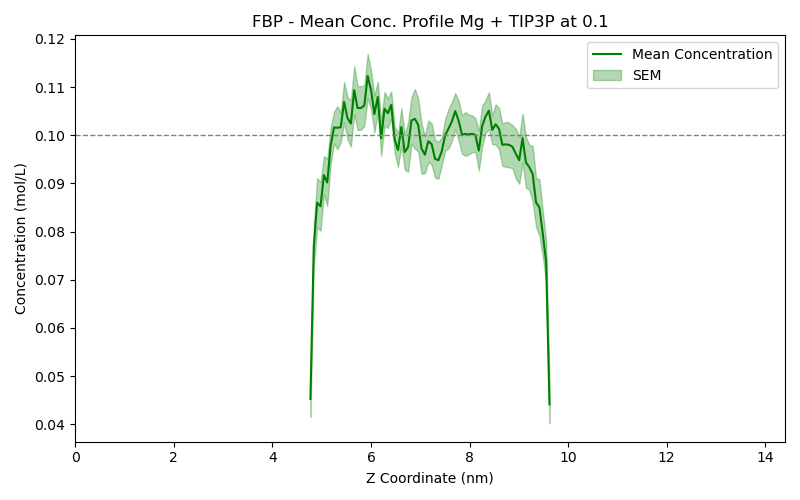 FBP - Mean Conc. Profile Mg + TIP3P at 0.1
Mean Concentration
SEM
Concentration (mol/L)
0.12
0.11
0.10
0.09
0.08
0.07
0.06
0.05
0.04
0 2 4 6 8 10 12 14
Z Coordinate (nm)